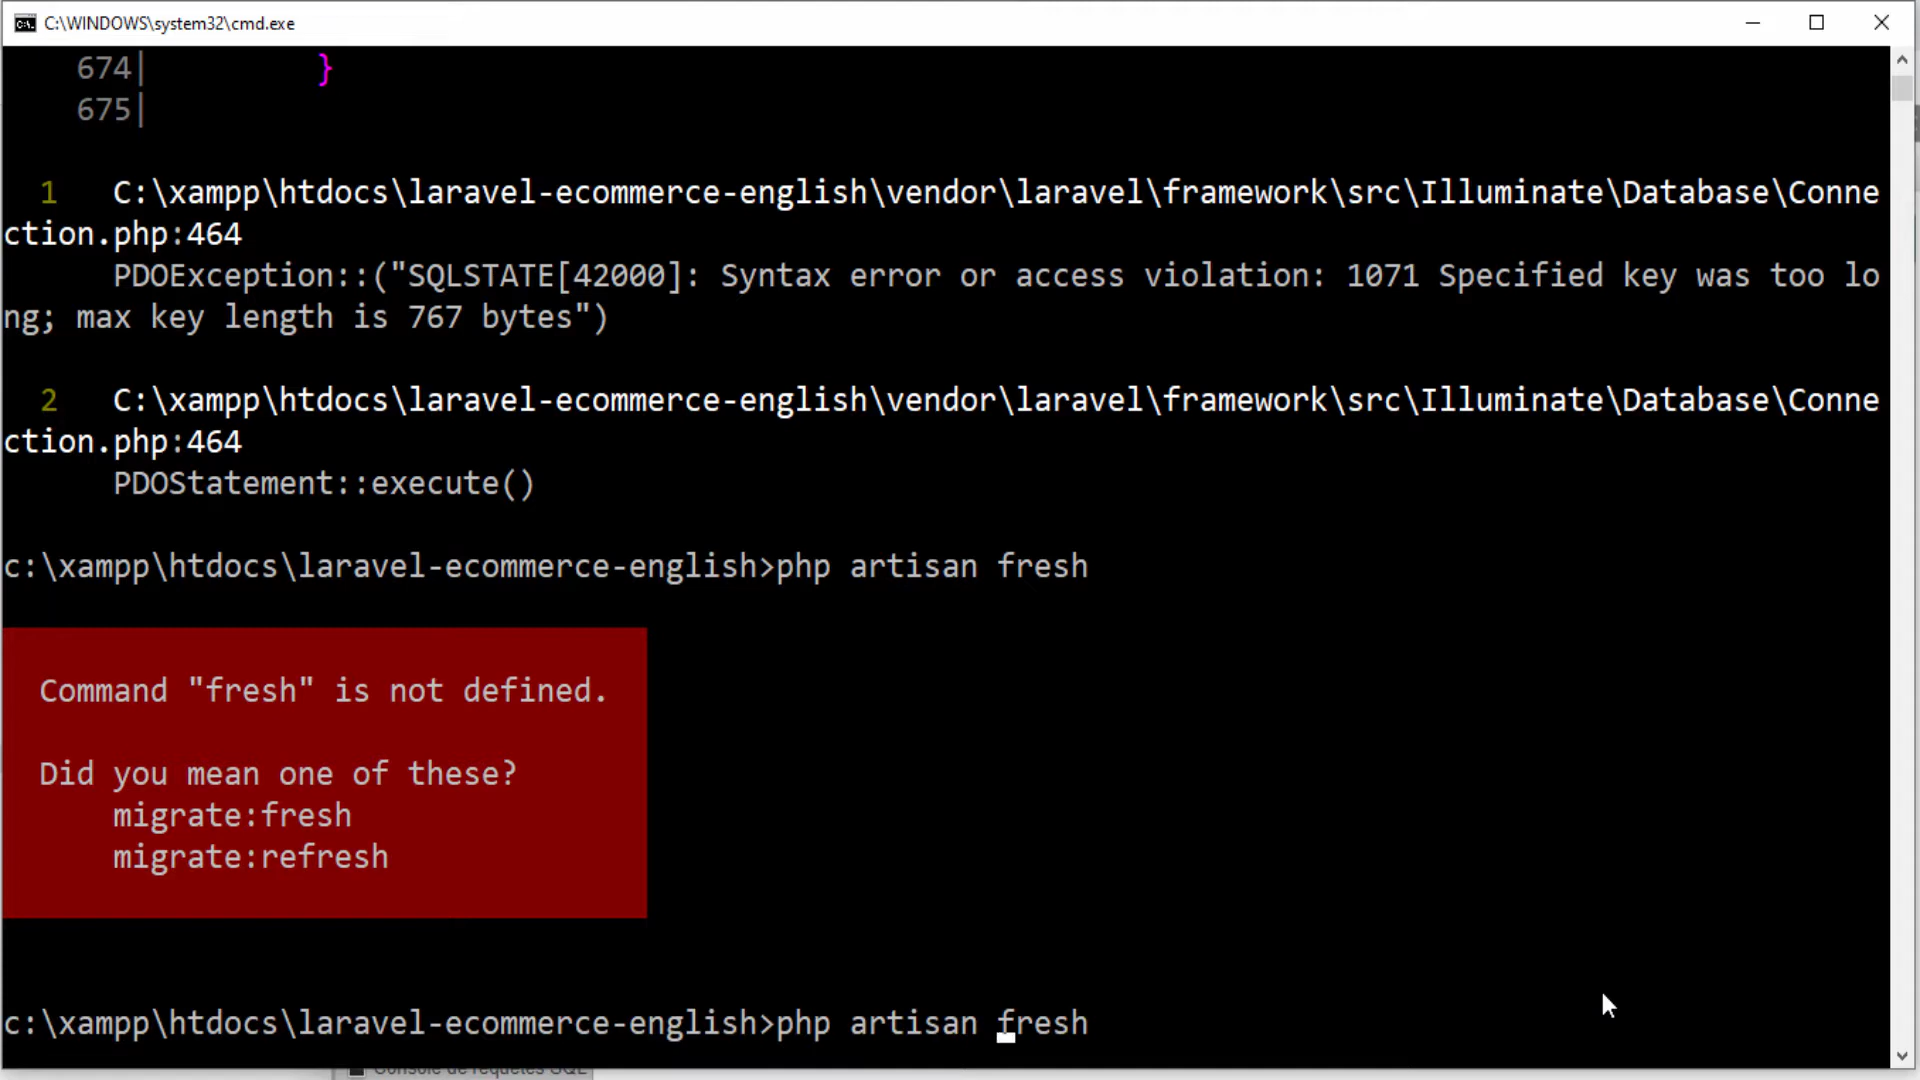 C:\WINDOWS\system32\cmd.exe
674| }
675|
1 C:\xampp\htdocs\laravel-ecommerce-english\vendor\laravel\framework\src\Illuminate\Database\Conne
ction.php:464
PDOException::("SQLSTATE[42000]: Syntax error or access violation: 1071 Specified key was too lo
ng; max key length is 767 bytes")
2 C:\xampp\htdocs\laravel-ecommerce-english\vendor\laravel\framework\src\Illuminate\Database\Conne
ction.php:464
PDOStatement::execute()
c:\xampp\htdocs\laravel-ecommerce-english>php artisan fresh
Command "fresh" is not defined.
Did you mean one of these?
migrate:fresh
migrate:refresh
c:\xampp\htdocs\laravel-ecommerce-english>php artisan fresh
Console de requêtes SQL